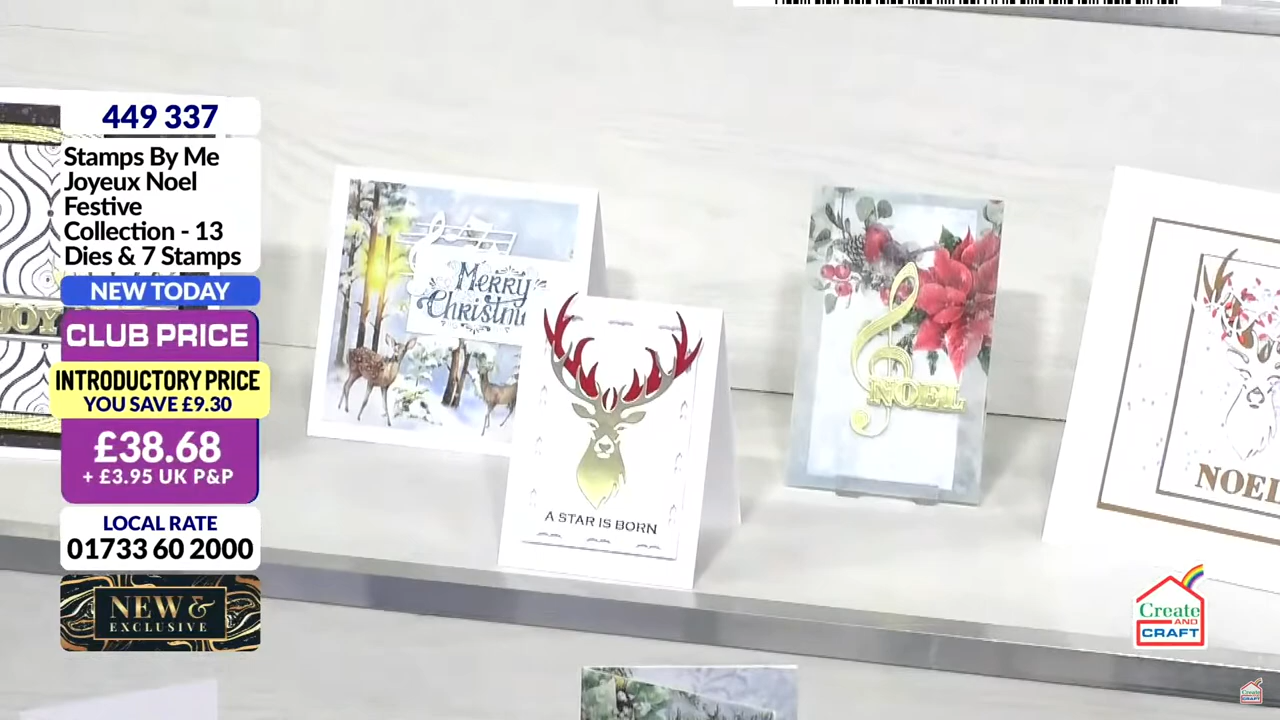 449 337
Stamps By Me
Joyeux Noel
Festive
Collection - 13
Dies & 7 Stamps
NEW TODAY
CLUB PRICE
INTRODUCTORY PRICE
YOU SAVE £9.30
£38.68
+ £3.95 UK P&P
LOCAL RATE
01733 60 2000
NEW &
EXCLUSIVE
JOY
Merry
A STAR IS BORN
NOEL
NOEL
Create
AND
CRAFT